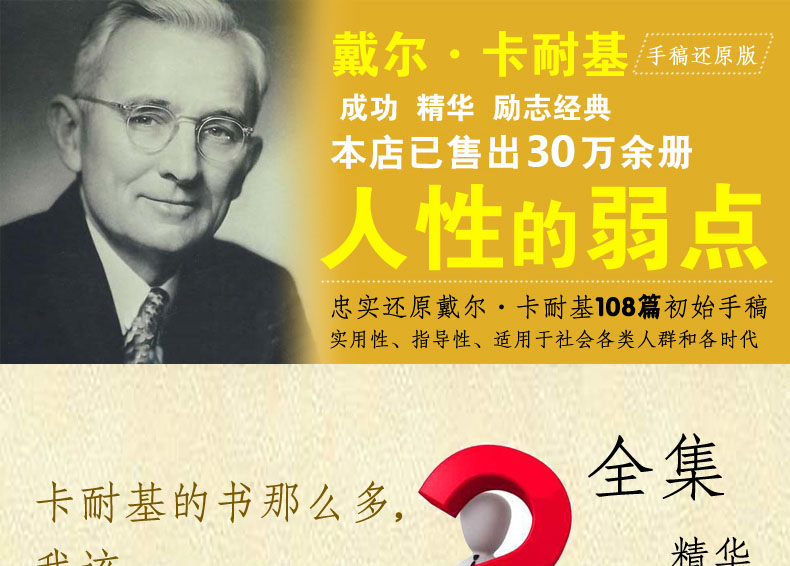 戴尔·卡耐基 手稿还原版
成功 精华 励志经典
本店已售出30万余册
人性的弱点
忠实还原戴尔·卡耐基108篇初始手稿
实用性、指导性、适用于社会各类人群和各时代
全集
卡耐基的书那么多,
我该
精华